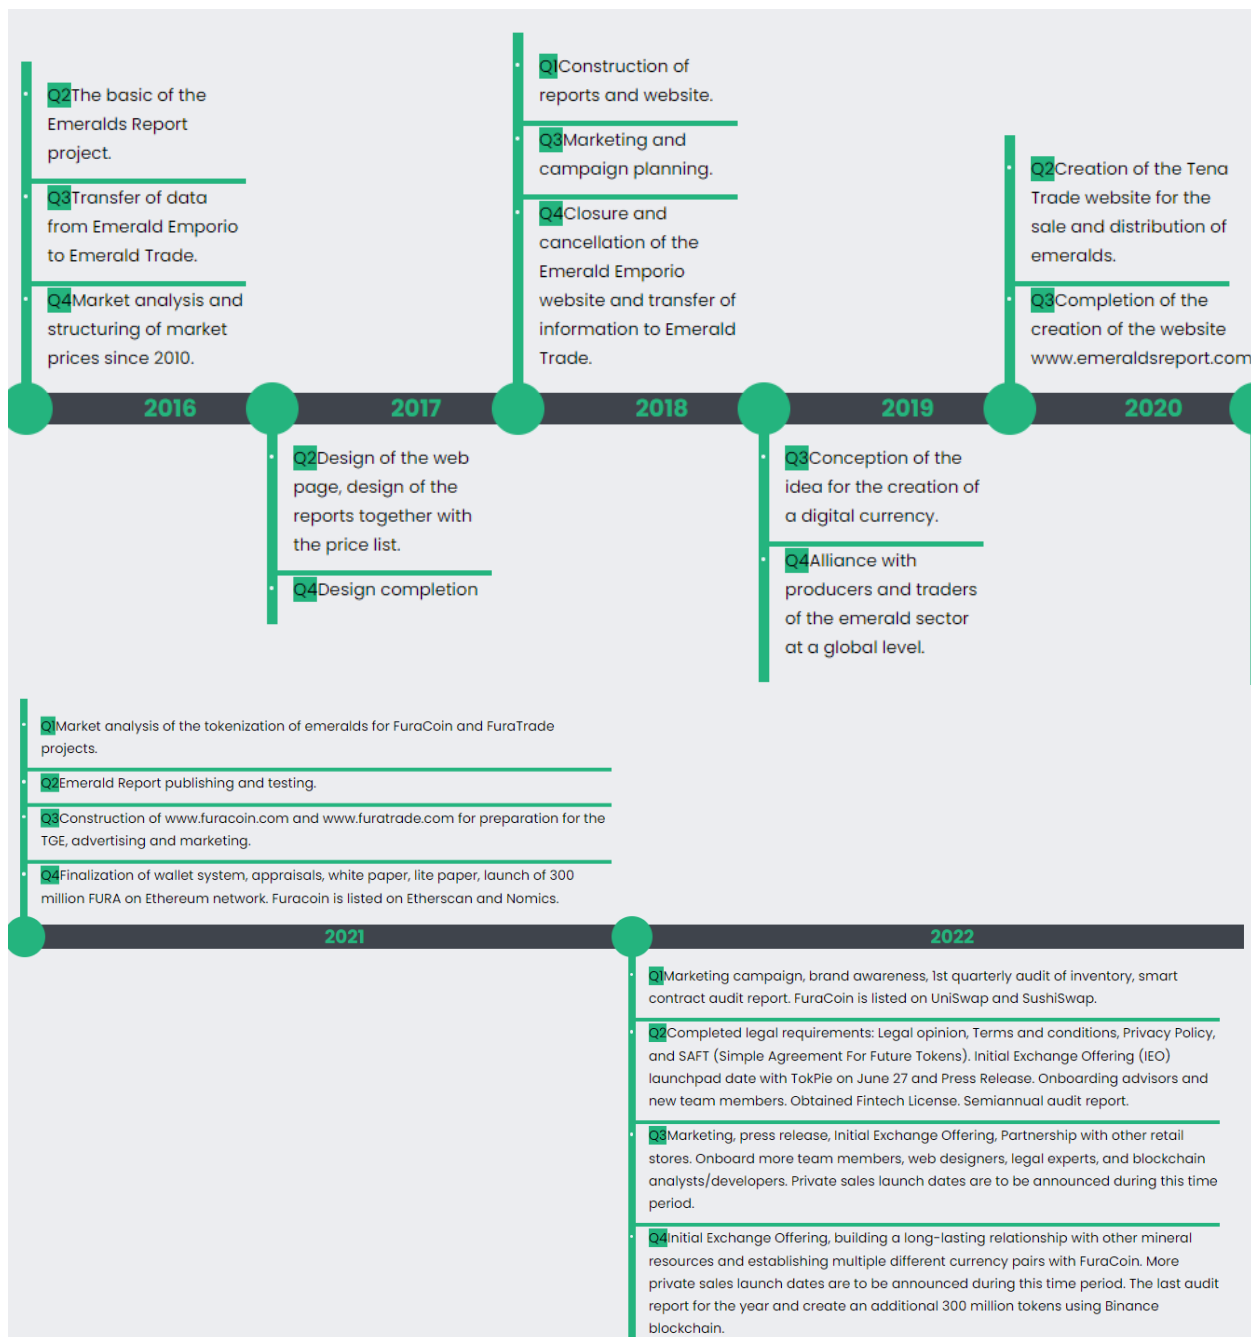 Q2The basic of the
Emeralds Report
project.
Q3Transfer of data
from Emerald Emporio
to Emerald Trade.
Q4Market analysis and
structuring of market
prices since 2010.
Q1Construction of
reports and website.
Q3Marketing and
campaign planning.
Q4Closure and
cancellation of the
Emerald Emporio
website and transfer of
information to Emerald
Trade.
Q2Creation of the Tena
Trade website for the
sale and distribution of
emeralds.
Q3Completion of the
creation of the website
www.emeraldsreport.com
2016 2017 2018 2019 2020
Q2Design of the web
page, design of the
reports together with
the price list.
Q4Design completion
Q3Conception of the
idea for the creation of
a digital currency.
Q4Alliance with
producers and traders
of the emerald sector
at a global level.
Q1Market analysis of the tokenization of emeralds for FuraCoin and FuraTrade
projects.
Q2Emerald Report publishing and testing.
Q3Construction of www.furacoin.com and www.furatrade.com for preparation for the
TGE, advertising and marketing.
Q4Finalization of wallet system, appraisals, white paper, lite paper, launch of 300
million FURA on Ethereum network. Furacoin is listed on Etherscan and Nomics.
2021 2022
Q1Marketing campaign, brand awareness, 1st quarterly audit of inventory, smart
contract audit report. FuraCoin is listed on UniSwap and SushiSwap.
Q2Completed legal requirements: Legal opinion, Terms and conditions, Privacy Policy,
and SAFT (Simple Agreement For Future Tokens). Initial Exchange Offering (IEO)
launchpad date with TokPie on June 27 and Press Release. Onboarding advisors and
new team members. Obtained Fintech License. Semiannual audit report.
Q3Marketing, press release, Initial Exchange Offering, Partnership with other retail
stores. Onboard more team members, web designers, legal experts, and blockchain
analysts/developers. Private sales launch dates are to be announced during this time
period.
Q4Initial Exchange Offering, building a long-lasting relationship with other mineral
resources and establishing multiple different currency pairs with FuraCoin. More
private sales launch dates are to be announced during this time period. The last audit
report for the year and create an additional 300 million tokens using Binance
blockchain.